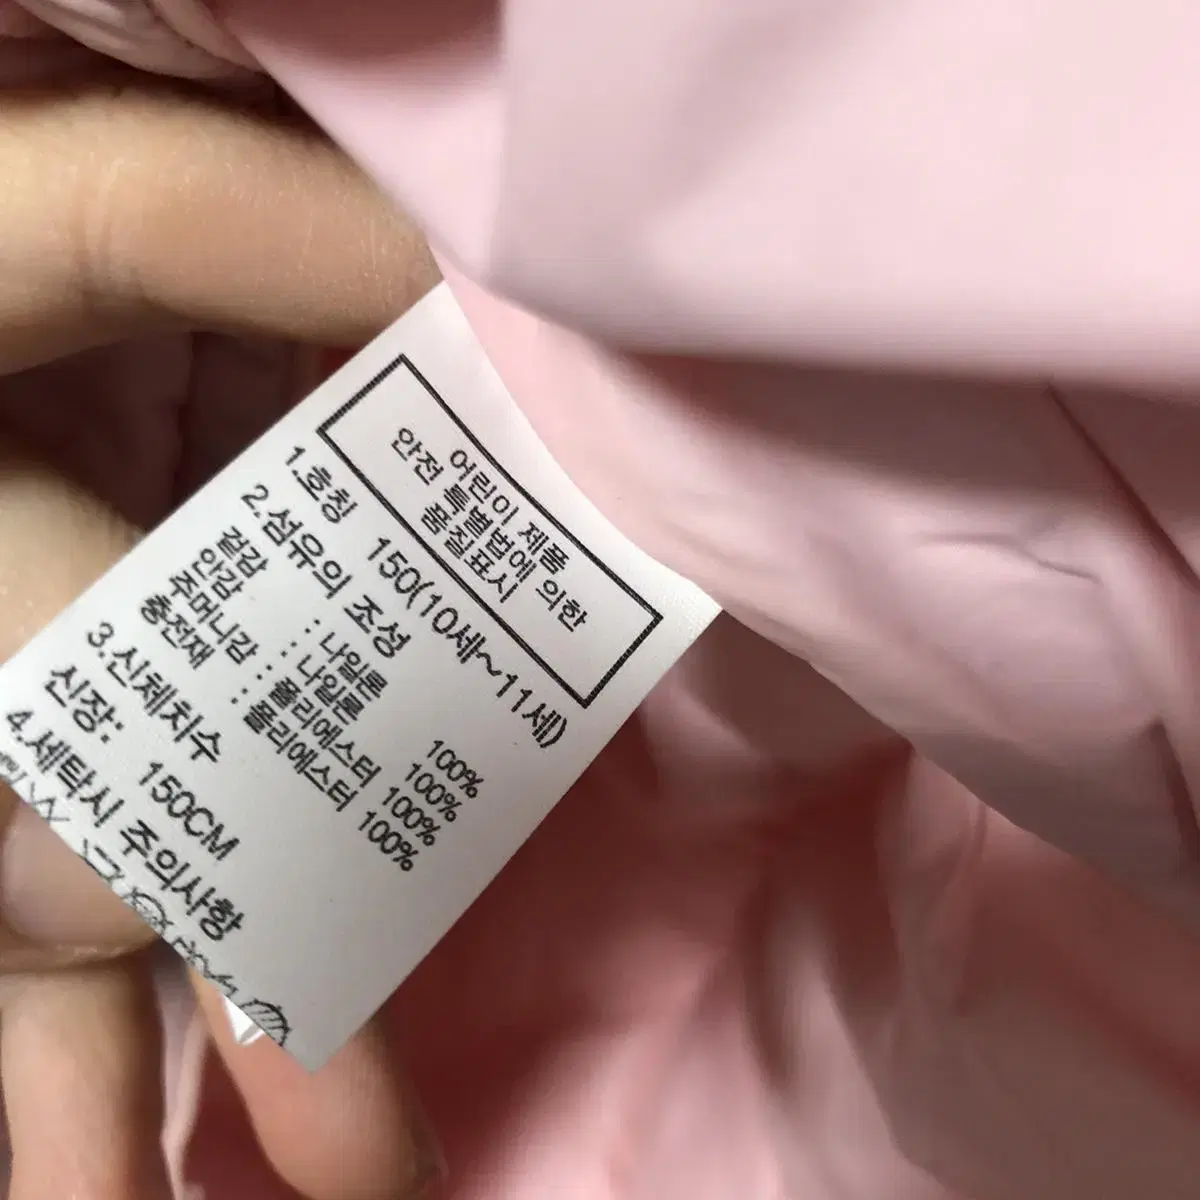 어린이 제품
안전 특별법에 의한
품질표시
1.호칭 150(10세~11세)
2.섬유의 조성
겉감 : 나일론 100%
안감 : 나일론 100%
주머니감 : 폴리에스터 100%
충전재 : 폴리에스터 100%
3.신체치수
신장: 150CM
4.세탁시 주의사항